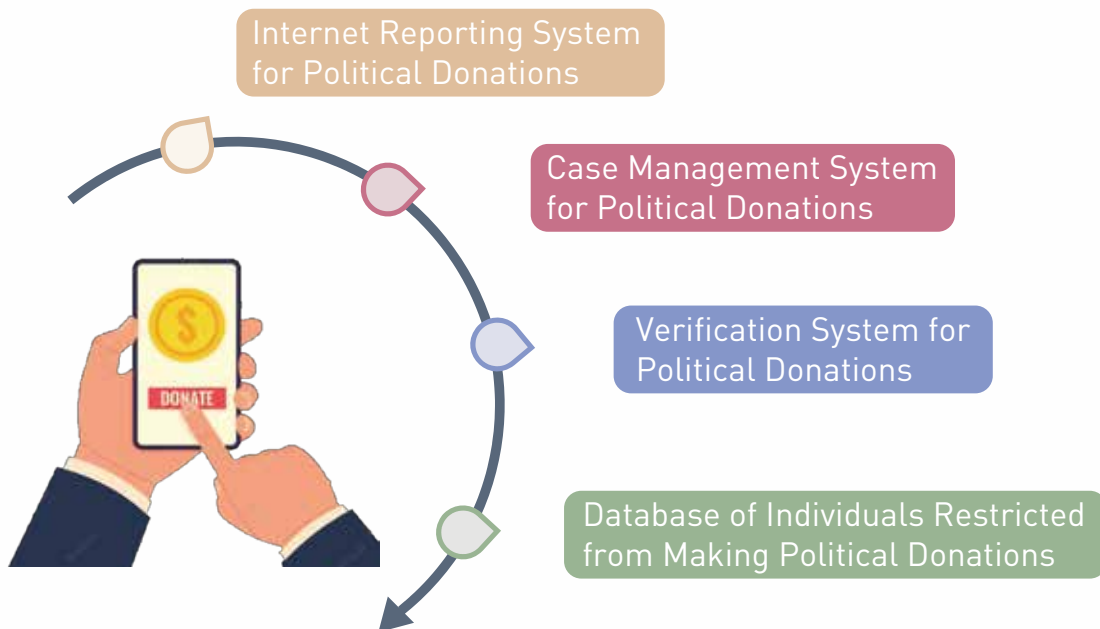 Internet Reporting System
for Political Donations
Case Management System
for Political Donations
Verification System for
Political Donations
$
DONATE
Database of Individuals Restricted
from Making Political Donations